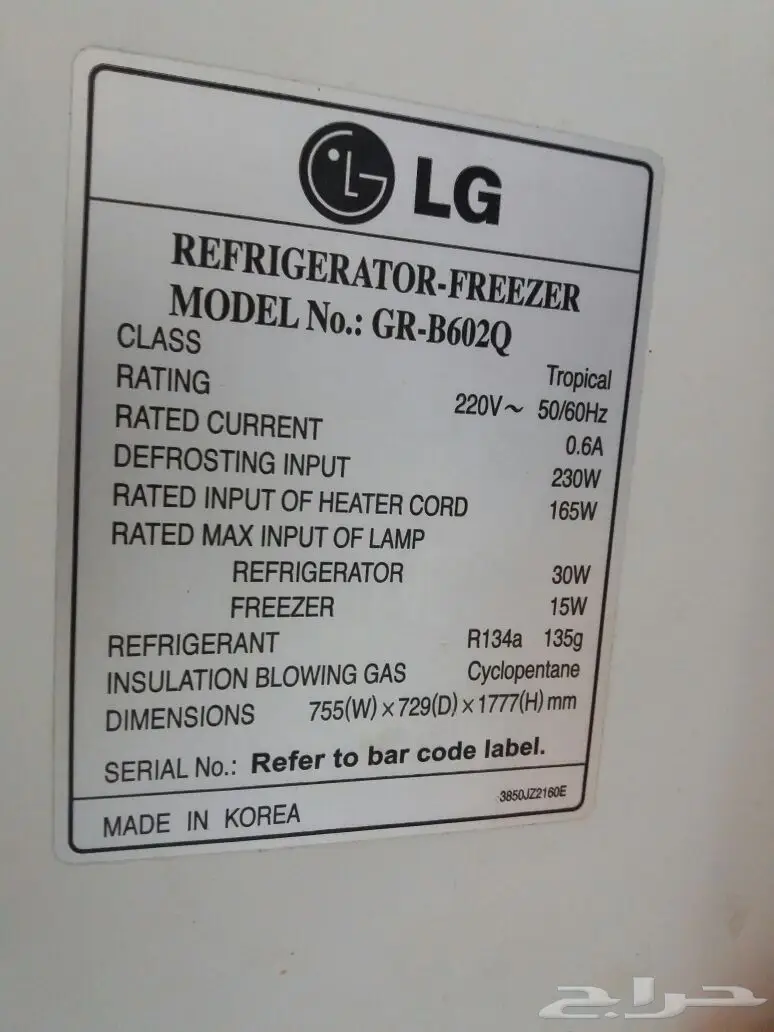 LG
REFRIGERATOR-FREEZER
MODEL No.: GR-B602Q
CLASS Tropical
RATING 220V～ 50/60Hz
RATED CURRENT 0.6A
DEFROSTING INPUT 230W
RATED INPUT OF HEATER CORD 165W
RATED MAX INPUT OF LAMP
REFRIGERATOR 30W
FREEZER 15W
REFRIGERANT R134a 135g
INSULATION BLOWING GAS Cyclopentane
DIMENSIONS 755(W)×729(D)×1777(H)mm
SERIAL No.: Refer to bar code label.
3850JZ2160E
MADE IN KOREA
حراج